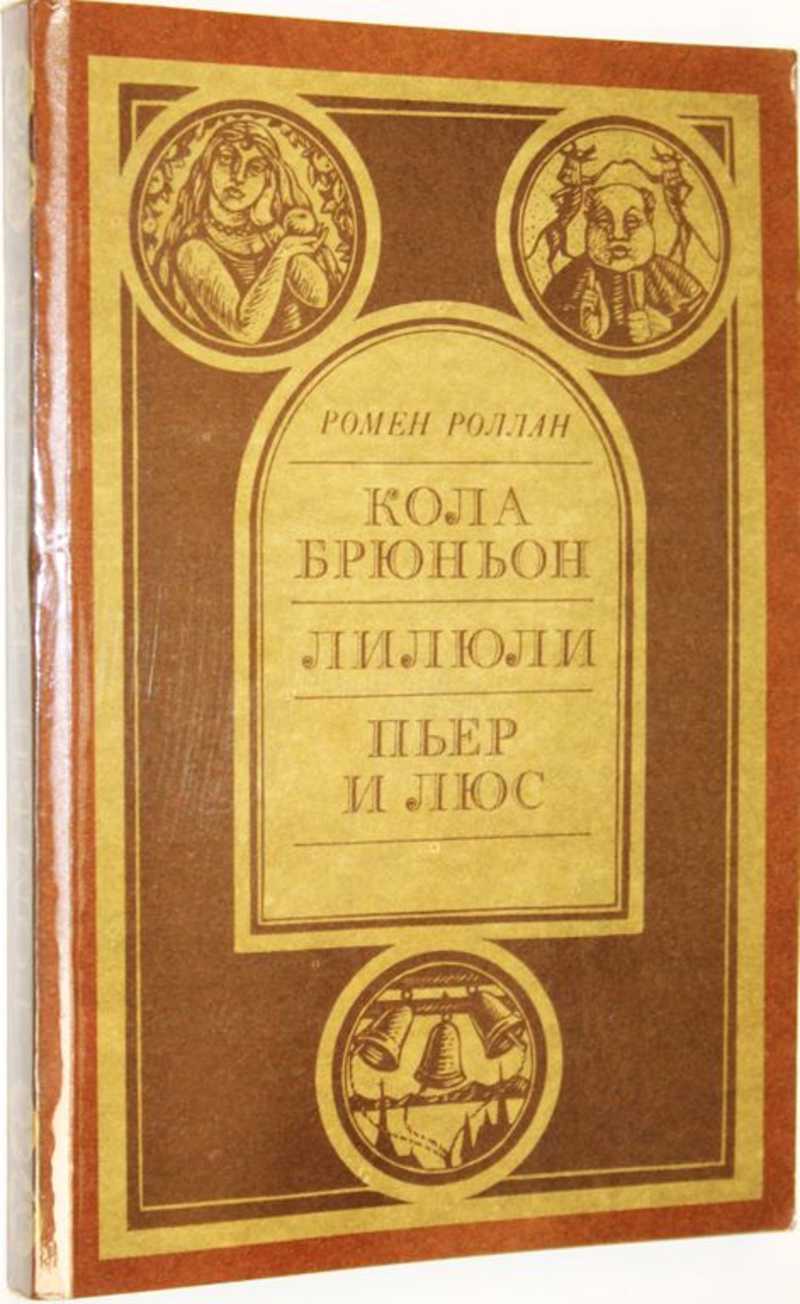 РОМЕН РОЛЛАН
КОЛА
БРЮНЬОН
ЛИЛЮЛИ
ПЬЕР
И ЛЮС